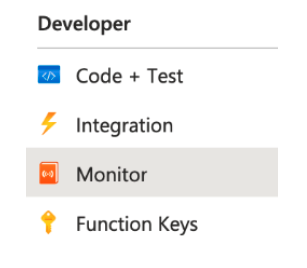 Developer
Code + Test
Integration
Monitor
Function Keys